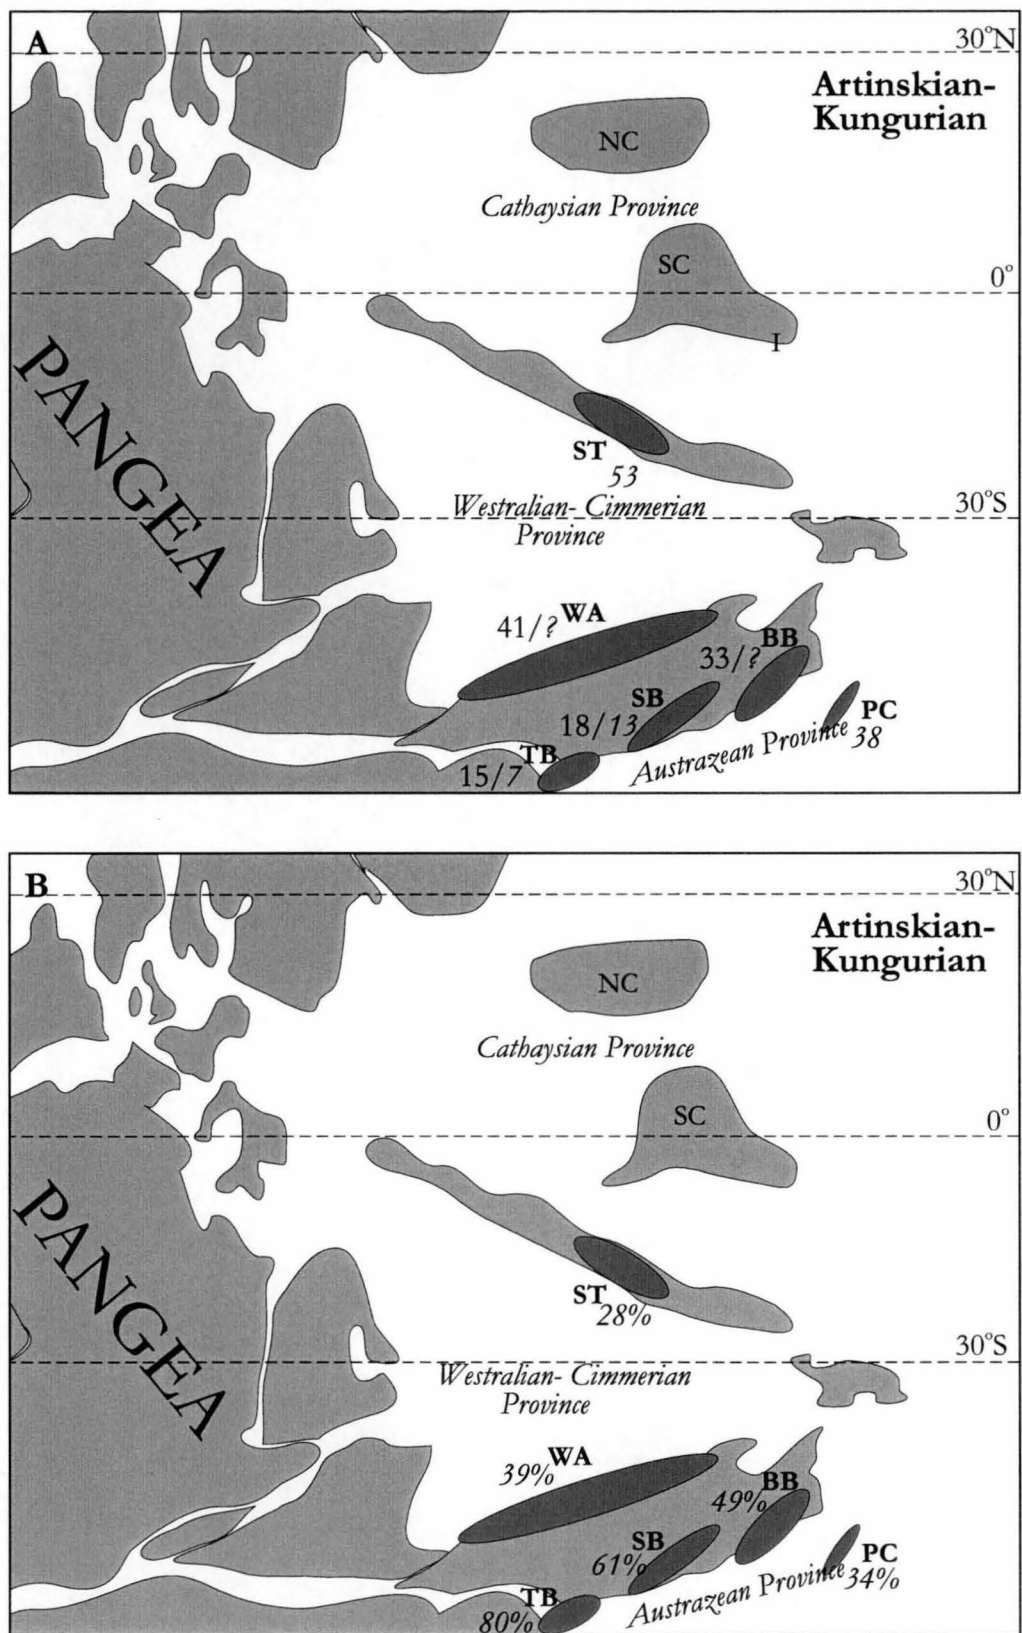 A
30°N
Artinskian-
Kungurian
NC
Cathaysian Province
SC
0°
I
PANGEA
ST
53
Westralian- Cimmerian
Province
30°S
41/? WA
33/? BB
SB
18/13
PC
38
Austrazean Province
TB
15/7
B
30°N
Artinskian-
Kungurian
NC
Cathaysian Province
SC
0°
PANGEA
ST
28%
30°S
Westralian- Cimmerian
Province
WA
39%
BB
49%
SB
61%
PC
34%
Austrazean Province
TB
80%